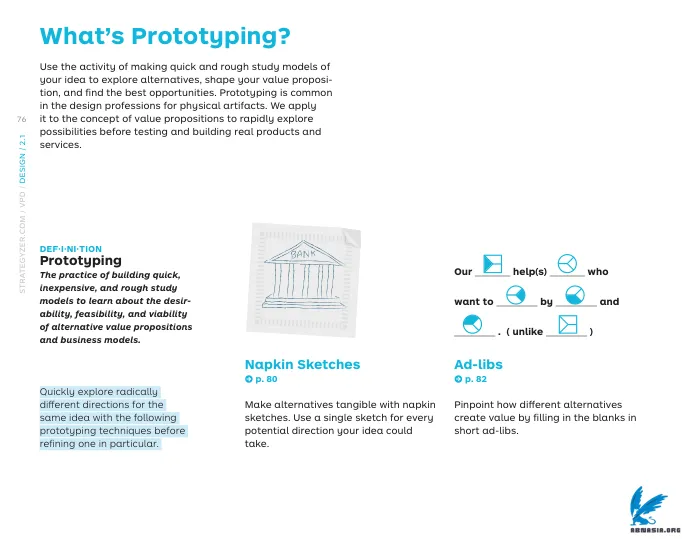 What's Prototyping?
Use the activity of making quick and rough study models of
your idea to explore alternatives, shape your value proposi-
tion, and find the best opportunities. Prototyping is common
in the design professions for physical artifacts. We apply
it to the concept of value propositions to rapidly explore
possibilities before testing and building real products and
services.
76
STRATEGYZER.COM / VPD / DESIGN / 2.1
DEF·I·NI·TION
Prototyping
The practice of building quick,
inexpensive, and rough study
models to learn about the desir-
ability, feasibility, and viability
of alternative value propositions
and business models.
Quickly explore radically
different directions for the
same idea with the following
prototyping techniques before
refining one in particular.
BANK
Napkin Sketches
p. 80
Make alternatives tangible with napkin
sketches. Use a single sketch for every
potential direction your idea could
take.
Our ______ help(s) ______ who
want to ______ by ______ and
______ . ( unlike ______ )
Ad-libs
p. 82
Pinpoint how different alternatives
create value by filling in the blanks in
short ad-libs.
ABNASIA.ORG